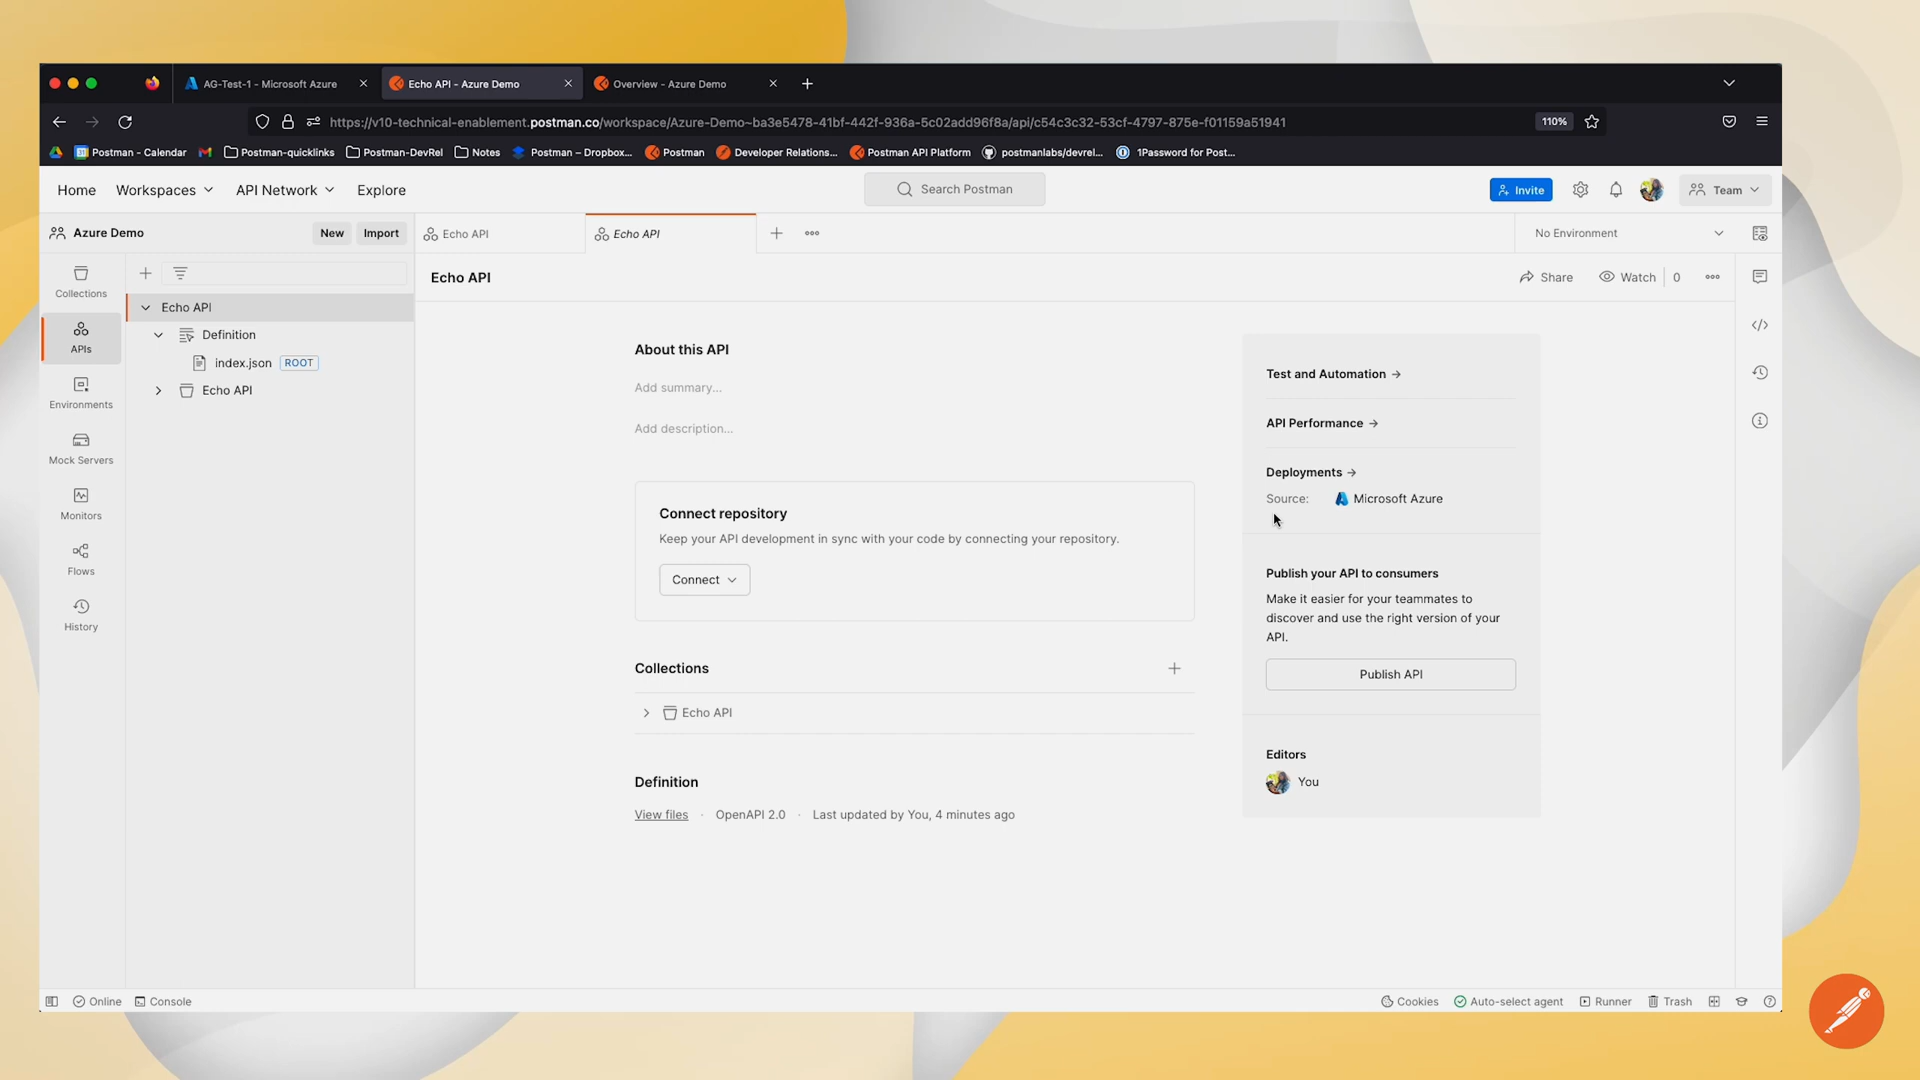 AG-Test-1 - Microsoft Azure
Echo API - Azure Demo
Overview - Azure Demo
https://v10-technical-enablement.postman.co/workspace/Azure-Demo~ba3e5478-41bf-442f-936a-5c02add96f8a/api/c54c3c32-53cf-4797-875e-f01159a51941
110%
Postman - Calendar
Postman-quicklinks
Postman-DevRel
Notes
Postman – Dropbox...
Postman
Developer Relations...
Postman API Platform
postmanlabs/devrel...
1Password for Post...
Home
Workspaces
API Network
Explore
Search Postman
Invite
Team
Azure Demo
New
Import
Echo API
Echo API
No Environment
Collections
APIs
Environments
Mock Servers
Monitors
Flows
History
Echo API
Definition
index.json ROOT
Echo API
Echo API
Share
Watch
0
About this API
Add summary...
Add description...
Connect repository
Keep your API development in sync with your code by connecting your repository.
Connect
Collections
Echo API
Definition
View files · OpenAPI 2.0 · Last updated by You, 4 minutes ago
Test and Automation →
API Performance →
Deployments →
Source: Microsoft Azure
Publish your API to consumers
Make it easier for your teammates to
discover and use the right version of your
API.
Publish API
Editors
You
Online
Console
Cookies
Auto-select agent
Runner
Trash